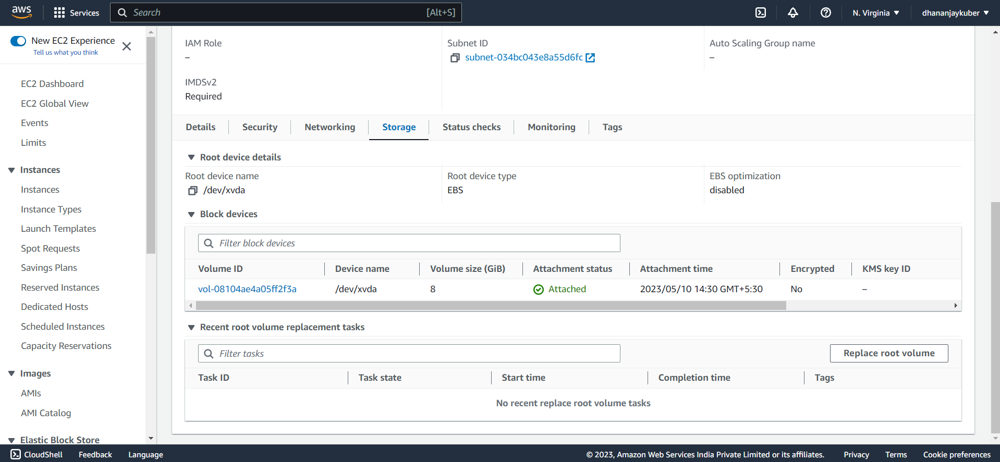 aws
Services
Search
[Alt+S]
N. Virginia
dhananjaykuber
New EC2 Experience
Tell us what you think
EC2 Dashboard
EC2 Global View
Events
Limits
Instances
Instances
Instance Types
Launch Templates
Spot Requests
Savings Plans
Reserved Instances
Dedicated Hosts
Scheduled Instances
Capacity Reservations
Images
AMIs
AMI Catalog
Elastic Block Store
IAM Role
–
Subnet ID
subnet-034bc043e8a55d6fc
Auto Scaling Group name
–
IMDSv2
Required
Details Security Networking Storage Status checks Monitoring Tags
Root device details
Root device name
/dev/xvda
Root device type
EBS
EBS optimization
disabled
Block devices
Filter block devices
Volume ID Device name Volume size (GiB) Attachment status Attachment time Encrypted KMS key ID
vol-08104ae4a05ff2f3a /dev/xvda 8 Attached 2023/05/10 14:30 GMT+5:30 No –
Recent root volume replacement tasks
Filter tasks
Replace root volume
Task ID Task state Start time Completion time Tags
No recent replace root volume tasks
CloudShell Feedback Language
© 2023, Amazon Web Services India Private Limited or its affiliates. Privacy Terms Cookie preferences